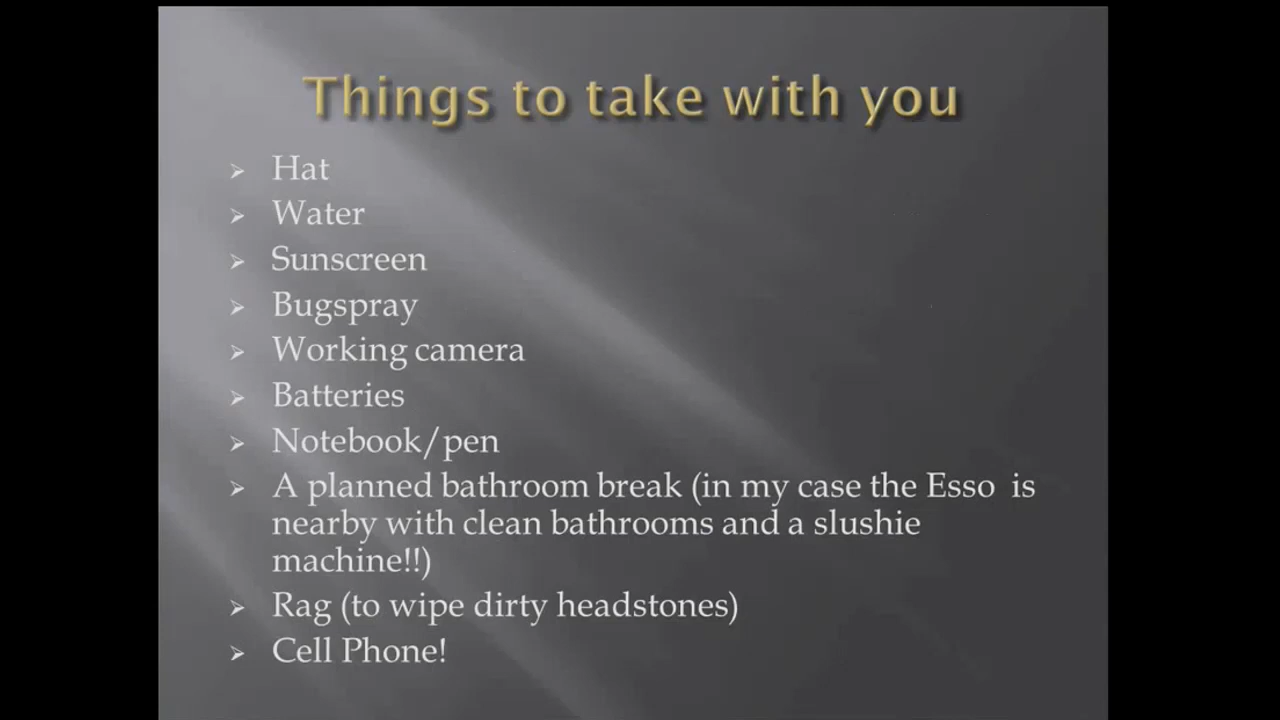 Things to take with you
Hat
Water
Sunscreen
Bugspray
Working camera
Batteries
Notebook/pen
A planned bathroom break (in my case the Esso  is
nearby with clean bathrooms and a slushie
machine!!)
Rag (to wipe dirty headstones)
Cell Phone!